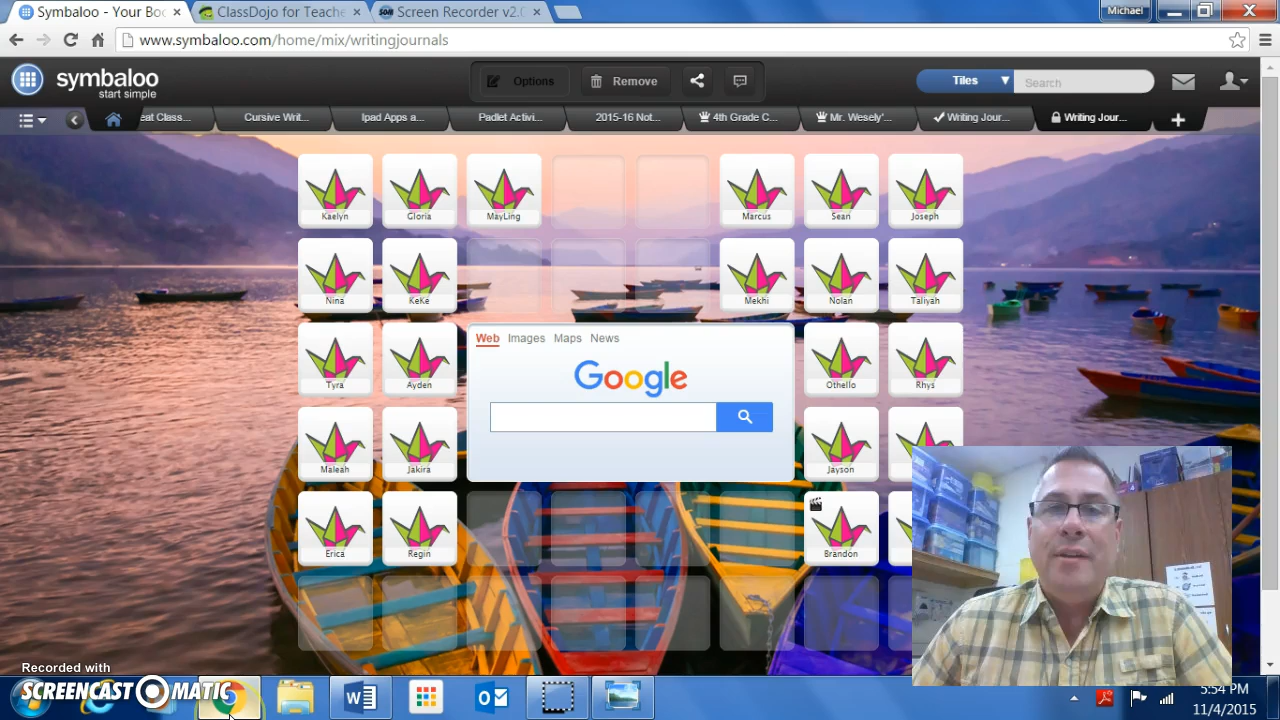 Symbaloo - Your Boo
ClassDojo for Teache
Screen Recorder v2.0
Michael
www.symbaloo.com/home/mix/writingjournals
symbaloo
start simple
Options
Remove
Tiles
Search
eat Class...
Cursive Writ...
Ipad Apps a...
Padlet Activi...
2015-16 Not...
4th Grade C...
Mr. Wesely'...
Writing Jour...
Writing Jour...
Kaelyn
Gloria
MayLing
Marcus
Sean
Joseph
Nina
Keke
Mekhi
Nolan
Taliyah
Tyra
Ayden
Web Images Maps News
Google
Othello
Rhys
Maleah
Jakira
Jayson
Erica
Regin
Brandon
Recorded with
SCREENCAST O MATIC
5:54 PM
11/4/2015